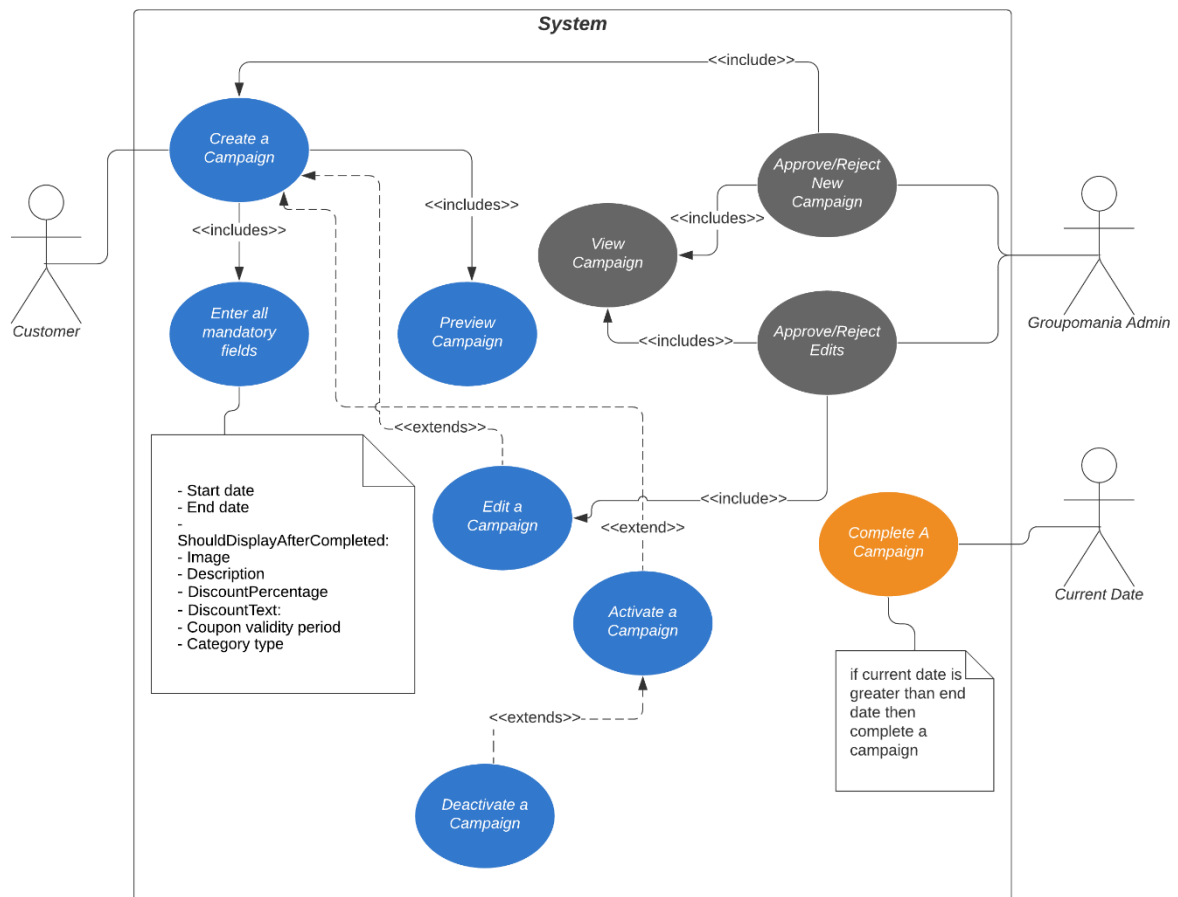 System
<<include>>
Create a
Campaign
Approve/Reject
New
Campaign
<<includes>>
<<includes>>
<<includes>>
View
Campaign
Customer
Enter all
mandatory
fields
Preview
Campaign
<<includes>>
Approve/Reject
Edits
Groupomania Admin
<<extends>>
- Start date
- End date
-
ShouldDisplayAfterCompleted:
- Image
- Description
- DiscountPercentage
- DiscountText:
- Coupon validity period
- Category type
Edit a
Campaign
<<include>>
<<extend>>
Complete A
Campaign
Current Date
Activate a
Campaign
if current date is
greater than end
date then
complete a
campaign
<<extends>>
Deactivate a
Campaign